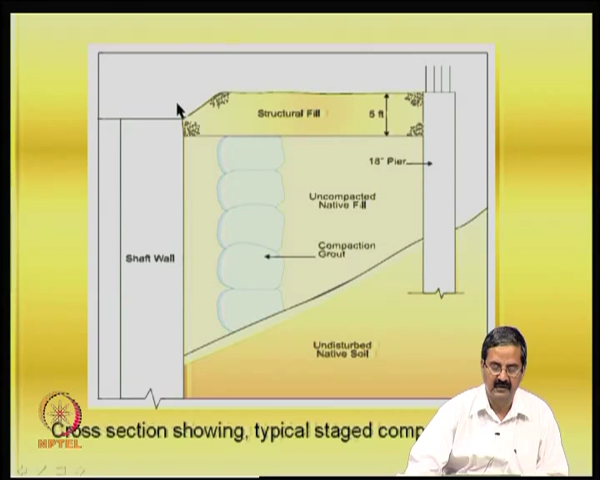 Structural Fill
5 ft
18" Pier
Uncompacted
Native Fill
Compaction
Grout
Shaft Wall
Undisturbed
Native Soil
Cross section showing, typical staged comp
NPTEL